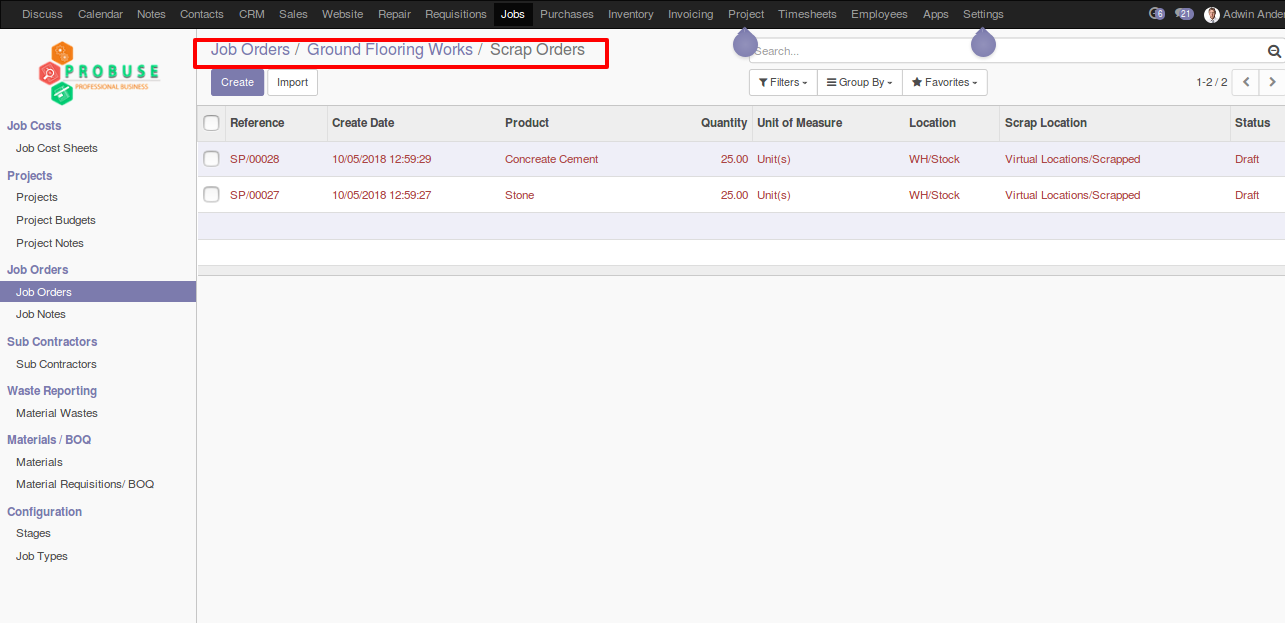 Discuss Calendar Notes Contacts CRM Sales Website Repair Requisitions Jobs Purchases Inventory Invoicing Project Timesheets Employees Apps Settings 6 21 Adwin Ander
PROBUSE
PROFESSIONAL BUSINESS
Job Costs
Job Cost Sheets
Projects
Projects
Project Budgets
Project Notes
Job Orders
Job Orders
Job Notes
Sub Contractors
Sub Contractors
Waste Reporting
Material Wastes
Materials / BOQ
Materials
Material Requisitions/ BOQ
Configuration
Stages
Job Types
Job Orders / Ground Flooring Works / Scrap Orders
Search...
Create Import
Filters Group By Favorites 1-2 / 2
Reference Create Date Product Quantity Unit of Measure Location Scrap Location Status
SP/00028 10/05/2018 12:59:29 Concreate Cement 25.00 Unit(s) WH/Stock Virtual Locations/Scrapped Draft
SP/00027 10/05/2018 12:59:27 Stone 25.00 Unit(s) WH/Stock Virtual Locations/Scrapped Draft